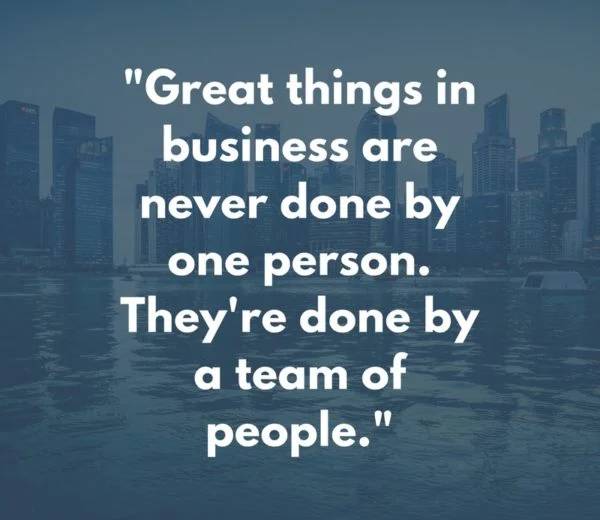 "Great things in
business are
never done by
one person.
They're done by
a team of
people."